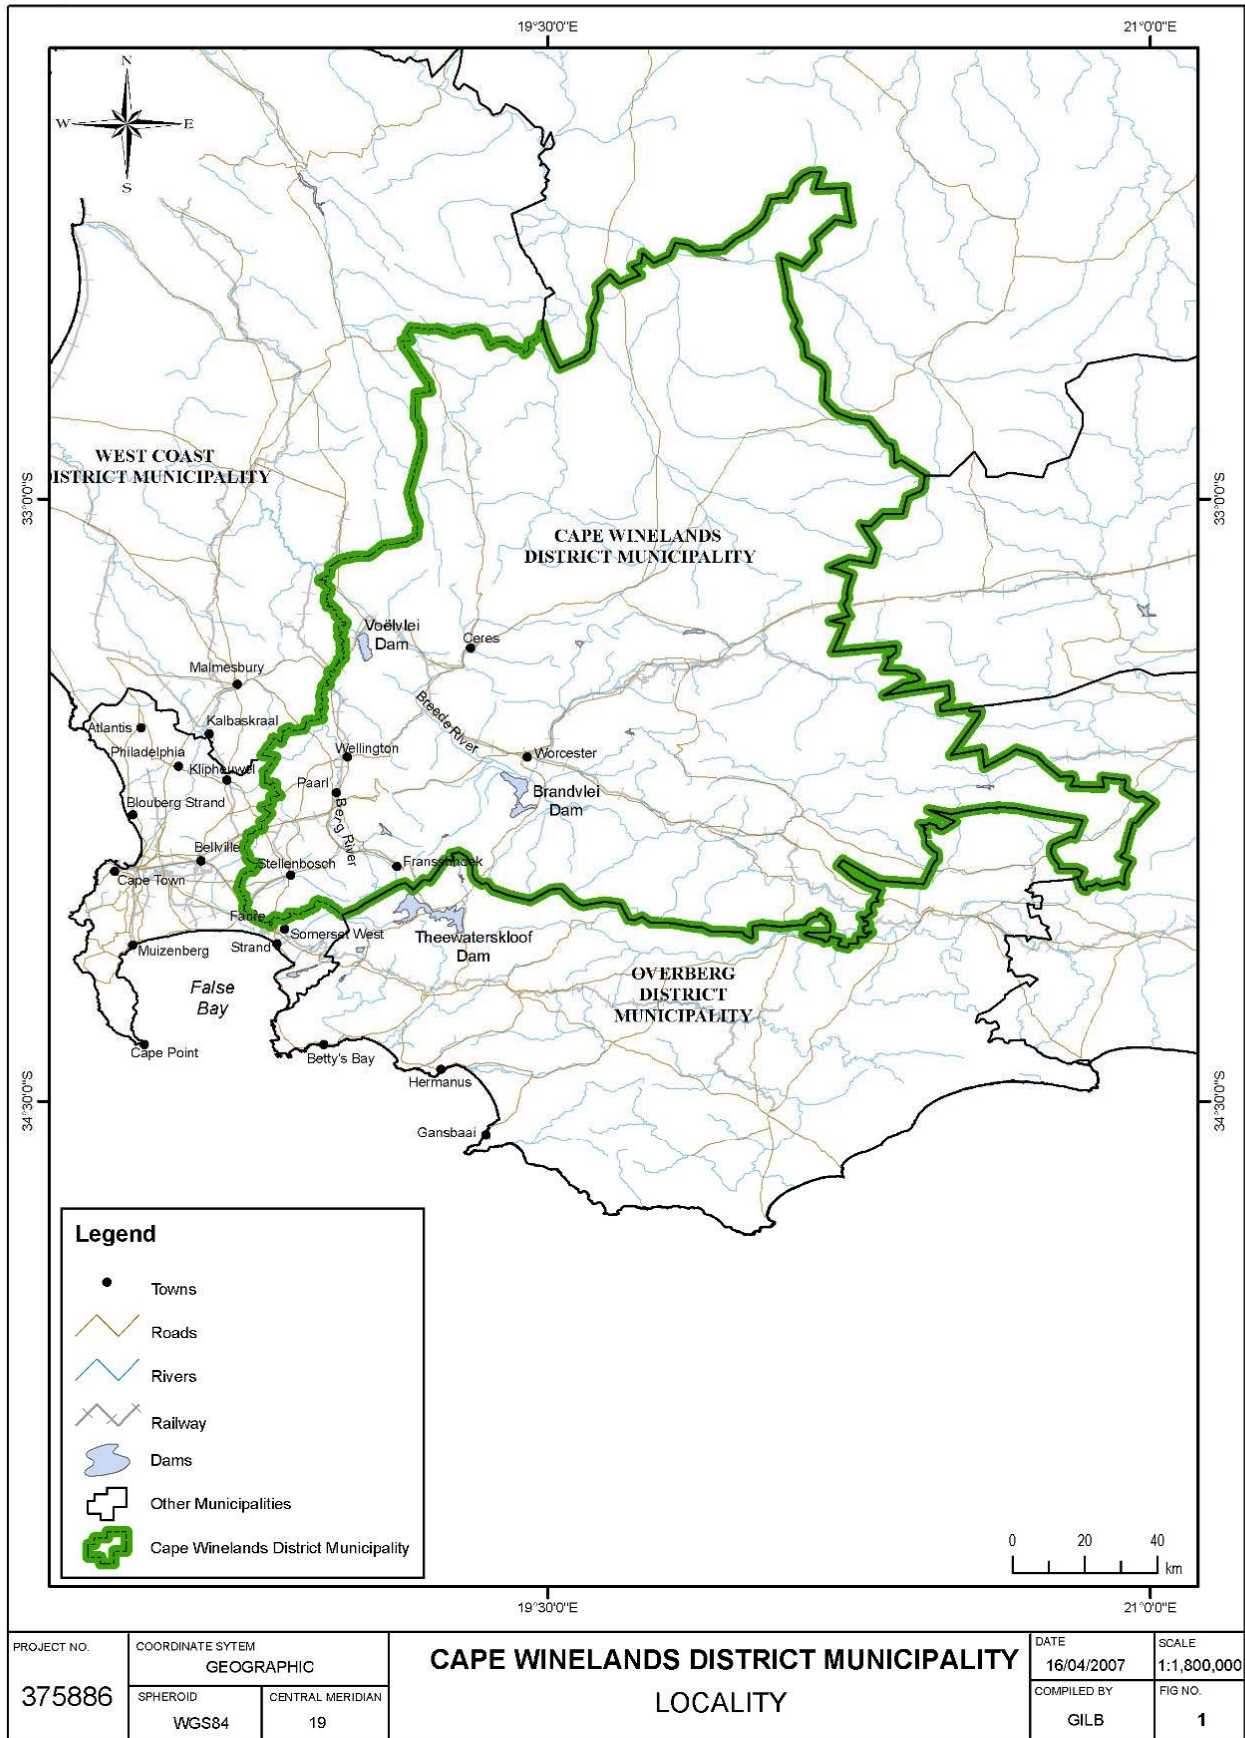 19°30'0"E
21°0'0"E
N
W
E
S
WEST COAST
DISTRICT MUNICIPALITY
33°0'0"S
33°0'0"S
CAPE WINELANDS
DISTRICT MUNICIPALITY
Voëlvlei
Dam
Ceres
Malmesbury
Breede River
Atlantis
Kalbaskraal
Philadelphia
Wellington
Worcester
Klipheuwel
Paarl
Brandvlei
Dam
Blouberg Strand
Berg River
Bellville
Stellenbosch
Franschhoek
Cape Town
Faure
Somerset West
Theewaterskloof
Dam
Muizenberg
Strand
False
Bay
OVERBERG
DISTRICT
MUNICIPALITY
Cape Point
Betty's Bay
Hermanus
34°30'0"S
34°30'0"S
Gansbaai
Legend
Towns
Roads
Rivers
Railway
Dams
Other Municipalities
Cape Winelands District Municipality
0 20 40
km
19°30'0"E
21°0'0"E
PROJECT NO.
375886
COORDINATE SYTEM
GEOGRAPHIC
SPHEROID
WGS84
CENTRAL MERIDIAN
19
CAPE WINELANDS DISTRICT MUNICIPALITY
LOCALITY
DATE
16/04/2007
SCALE
1:1,800,000
COMPILED BY
GILB
FIG NO.
1